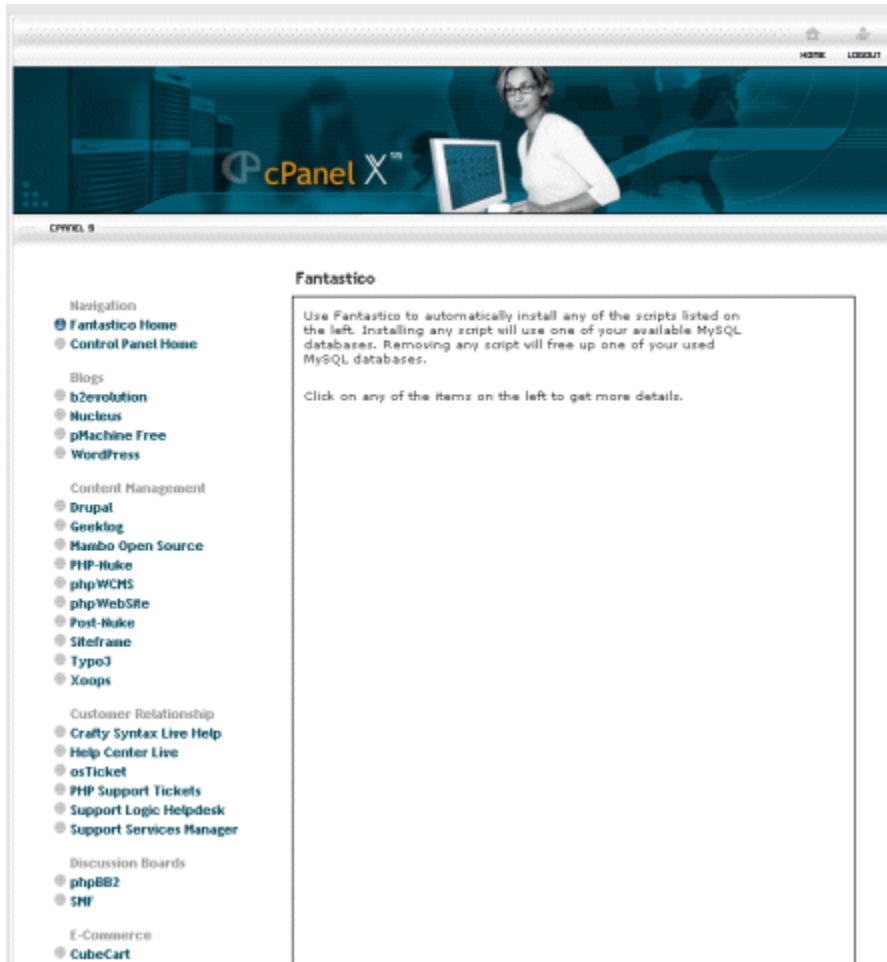 HOME LOGOUT
cPanel X™
CPANEL 9
Fantastico
Navigation
Fantastico Home
Control Panel Home
Blogs
b2evolution
Nucleus
pMachine Free
WordPress
Content Management
Drupal
Geeklog
Mambo Open Source
PHP-Nuke
phpWCMS
phpWebSite
Post-Nuke
Siteframe
Typo3
Xoops
Customer Relationship
Crafty Syntax Live Help
Help Center Live
osTicket
PHP Support Tickets
Support Logic Helpdesk
Support Services Manager
Discussion Boards
phpBB2
SMF
E-Commerce
CubeCart
Use Fantastico to automatically install any of the scripts listed on
the left. Installing any script will use one of your available MySQL
databases. Removing any script will free up one of your used
MySQL databases.
Click on any of the items on the left to get more details.